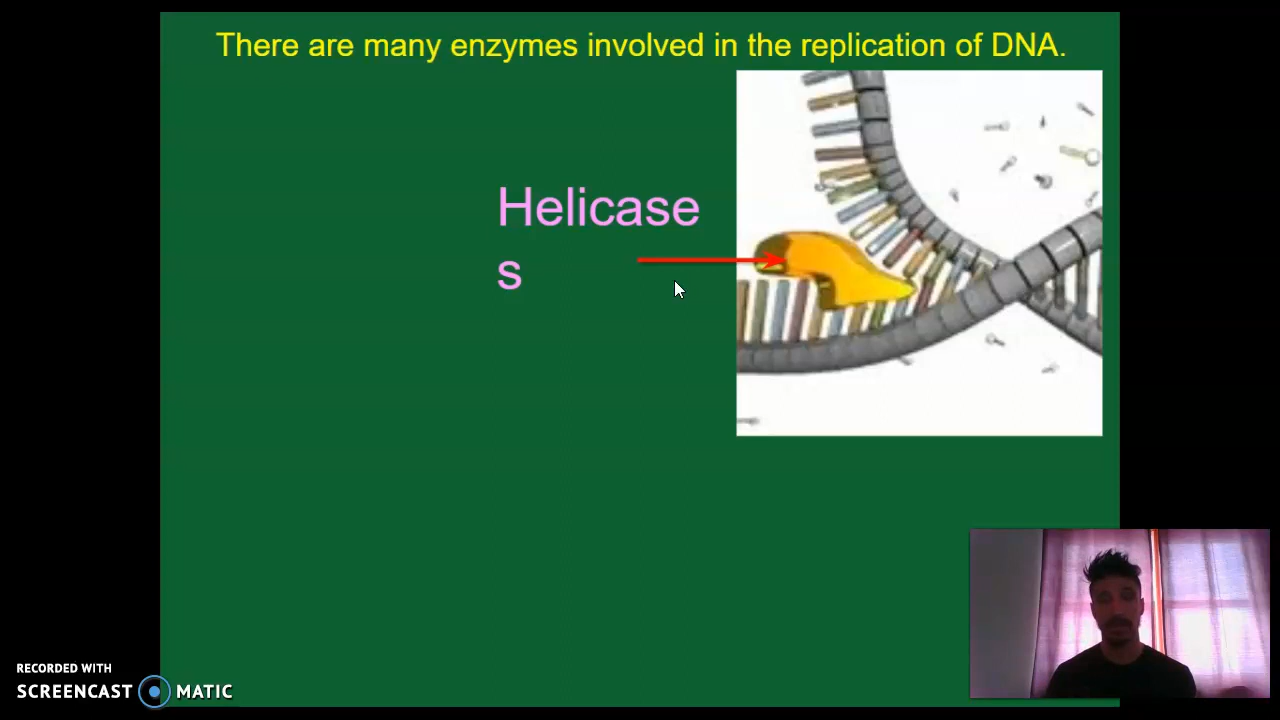 There are many enzymes involved in the replication of DNA.
Helicase
s
RECORDED WITH
SCREENCAST MATIC